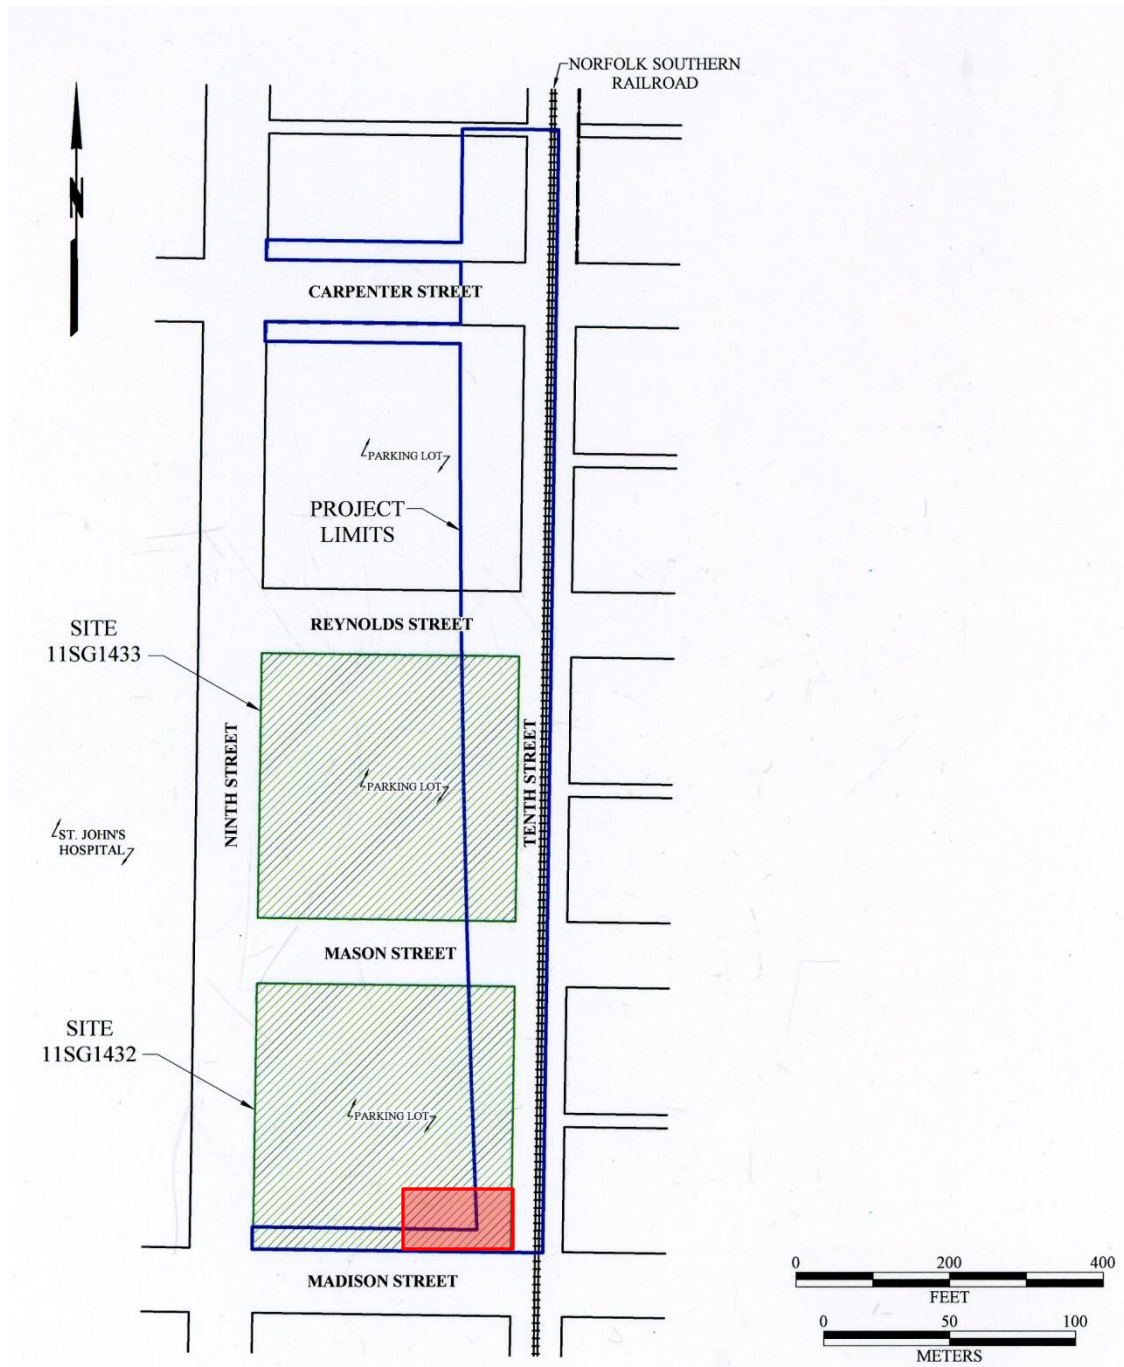 NORFOLK SOUTHERN
RAILROAD
N
CARPENTER STREET
PARKING LOT
PROJECT
LIMITS
REYNOLDS STREET
SITE
11SG1433
NINTH STREET
TENTH STREET
PARKING LOT
ST. JOHN'S
HOSPITAL
MASON STREET
SITE
11SG1432
PARKING LOT
MADISON STREET
0 200 400
FEET
0 50 100
METERS